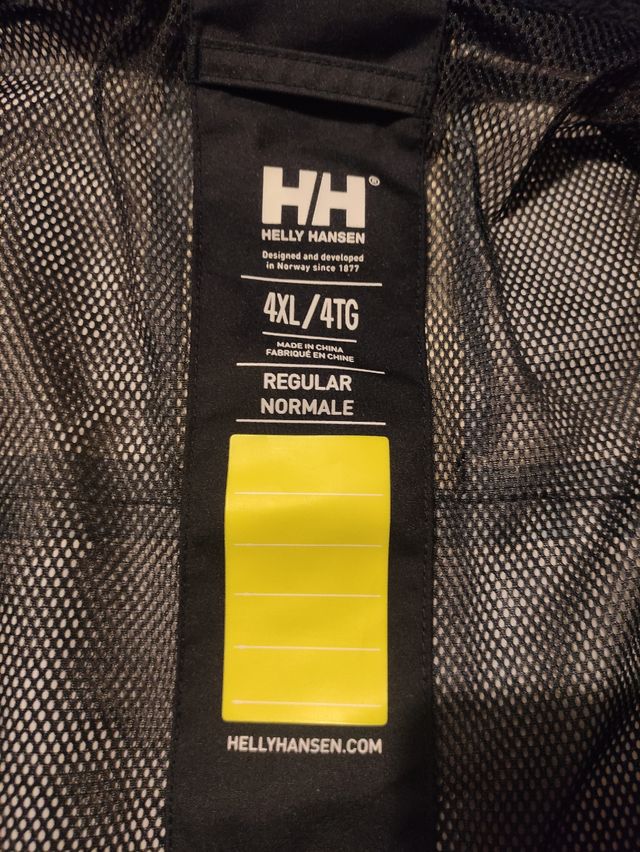 HH®
HELLY HANSEN
Designed and developed
in Norway since 1877
4XL/4TG
MADE IN CHINA
FABRIQUÉ EN CHINE
REGULAR
NORMALE
HELLYHANSEN.COM